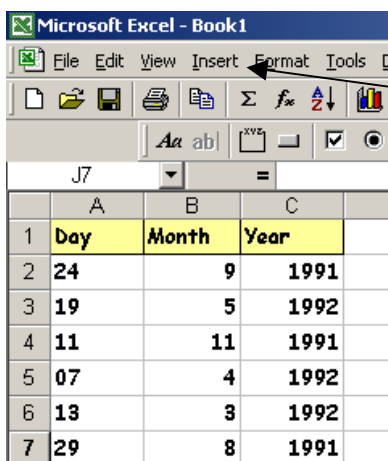 Microsoft Excel - Book1
File Edit View Insert Format Tools
Σ f* A Z
Aa ab| xyz
J7 =
A B C
1 Day Month Year
2 24 9 1991
3 19 5 1992
4 11 11 1991
5 07 4 1992
6 13 3 1992
7 29 8 1991